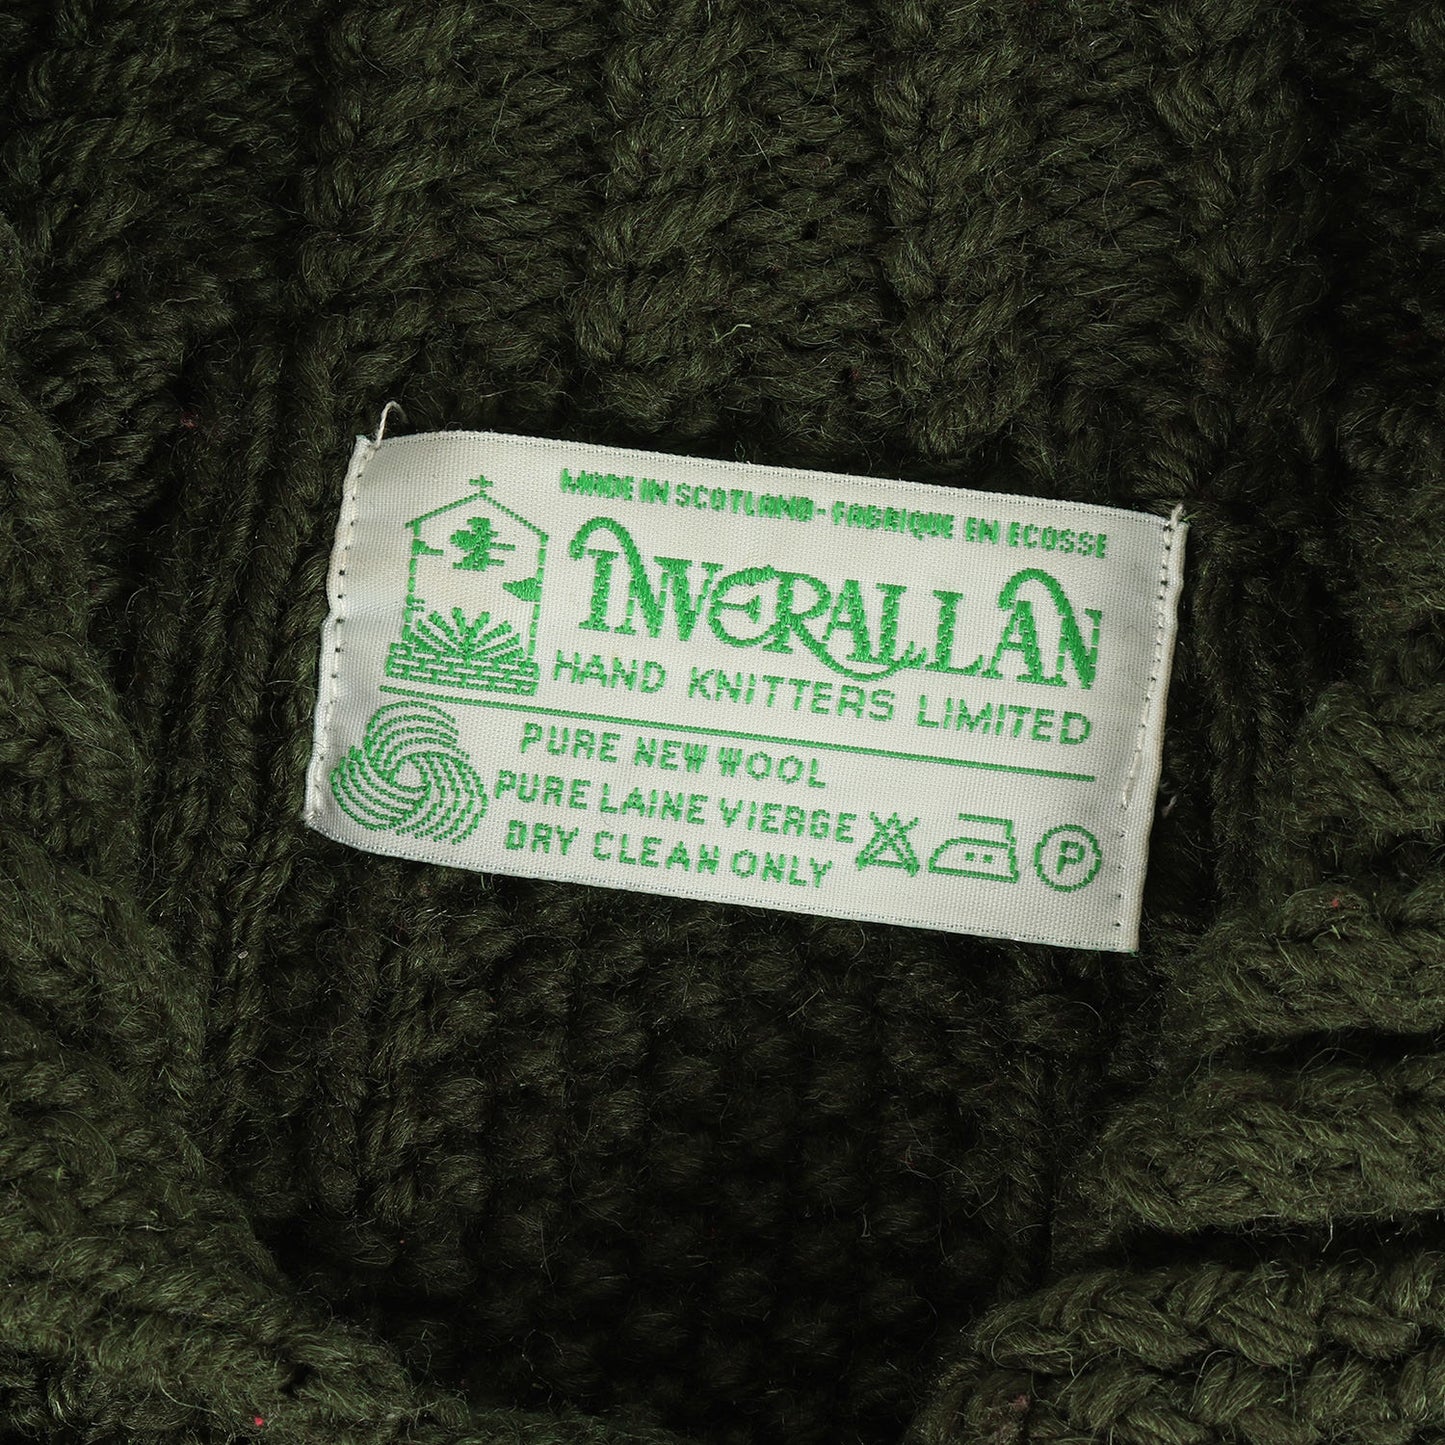 MADE IN SCOTLAND - FABRIQUE EN ECOSSE
INVERALLAN
HAND KNITTERS LIMITED
PURE NEW WOOL
PURE LAINE VIERGE
DRY CLEAN ONLY
P